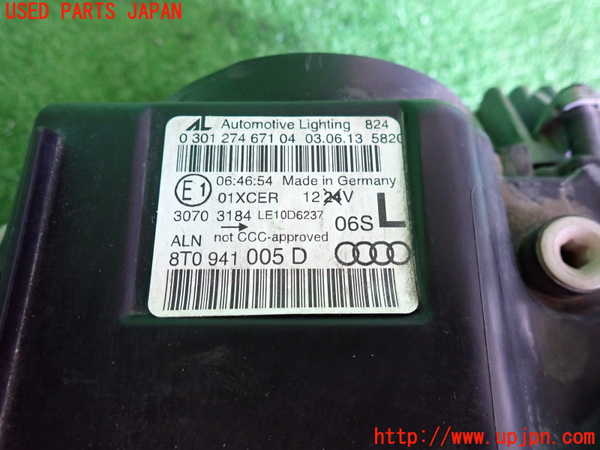 USED PARTS JAPAN
AL Automotive Lighting 824
0 301 274 671 04 03.06.13 5820
E1 06:46:54 Made in Germany
01XCER 12 24V
3070 3184 LE10D6237 06S L
ALN not CCC-approved
8T0 941 005 D
http://www.upjpn.com/